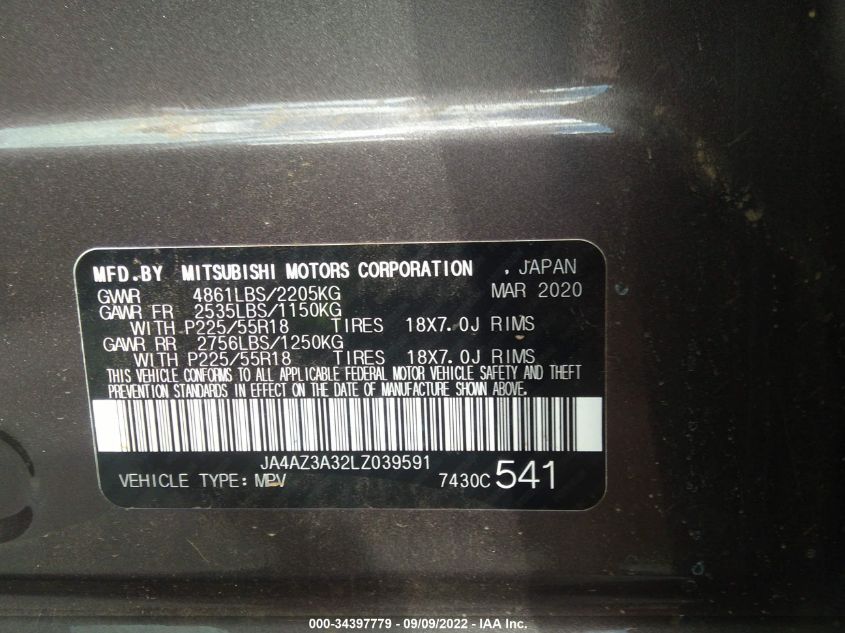 MFD.BY MITSUBISHI MOTORS CORPORATION , JAPAN
GVWR 4861LBS/2205KG MAR 2020
GAWR FR 2535LBS/1150KG
WITH P225/55R18 TIRES 18X7.0J RIMS
GAWR RR 2756LBS/1250KG
WITH P225/55R18 TIRES 18X7.0J RIMS
THIS VEHICLE CONFORMS TO ALL APPLICABLE FEDERAL MOTOR VEHICLE SAFETY AND THEFT
PREVENTION STANDARDS IN EFFECT ON THE DATE OF MANUFACTURE SHOWN ABOVE.
JA4AZ3A32LZ039591
VEHICLE TYPE: MPV 7430C 541
000-34397779 - 09/09/2022 - IAA Inc.